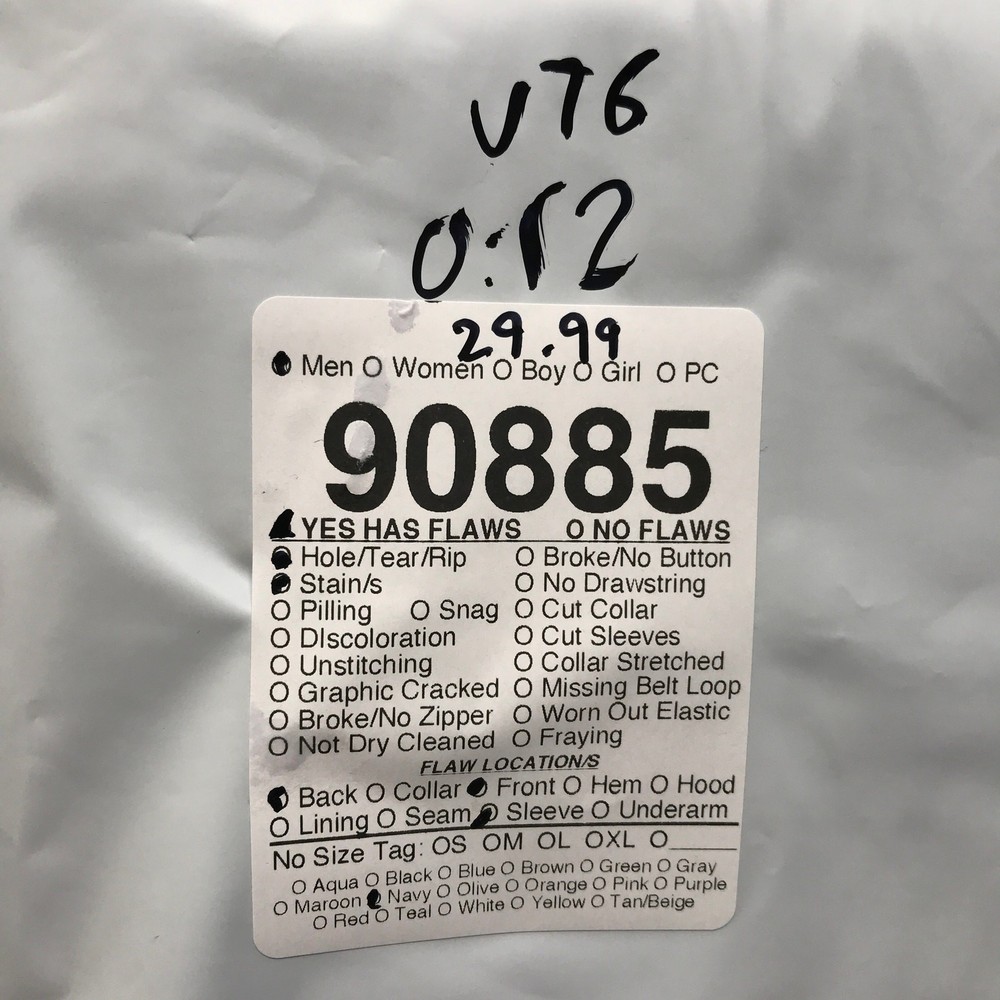 VTG
0:12
29.99
Men O Women O Boy O Girl O PC
90885
YES HAS FLAWS O NO FLAWS
Hole/Tear/Rip O Broke/No Button
Stain/s O No Drawstring
O Pilling O Snag O Cut Collar
O DIscoloration O Cut Sleeves
O Unstitching O Collar Stretched
O Graphic Cracked O Missing Belt Loop
O Broke/No Zipper O Worn Out Elastic
O Not Dry Cleaned O Fraying
FLAW LOCATION/S
Back O Collar Front O Hem O Hood
O Lining O Seam Sleeve O Underarm
No Size Tag: OS OM OL OXL O______
O Aqua O Black O Blue O Brown O Green O Gray
O Maroon Navy O Olive O Orange O Pink O Purple
O Red O Teal O White O Yellow O Tan/Beige